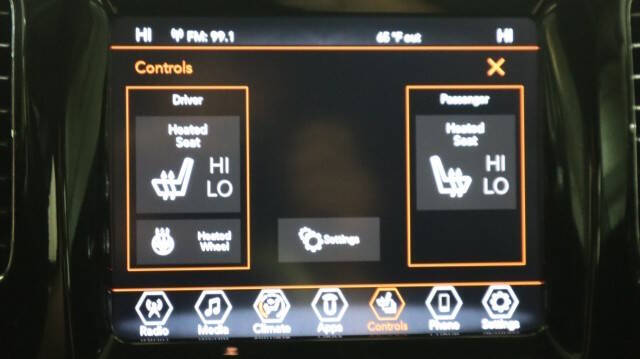 HI FM: 99.1 65 °F out HI
Controls
Driver Passenger
Heated Seat
HI
LO
Heated Seat
HI
LO
Heated Wheel
Settings
Radio Media Climate Apps Controls Phone Settings